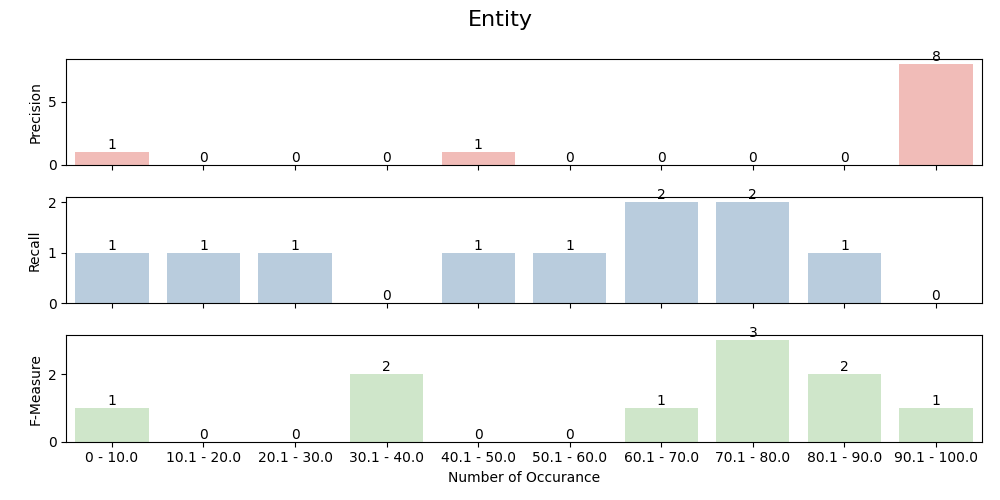 Entity
Precision
5
0
1 0 0 0 1 0 0 0 0 8
Recall
2
1
0
1 1 1 0 1 1 2 2 1 0
F-Measure
2
0
1 0 0 2 0 0 1 3 2 1
0 - 10.0 10.1 - 20.0 20.1 - 30.0 30.1 - 40.0 40.1 - 50.0 50.1 - 60.0 60.1 - 70.0 70.1 - 80.0 80.1 - 90.0 90.1 - 100.0
Number of Occurance